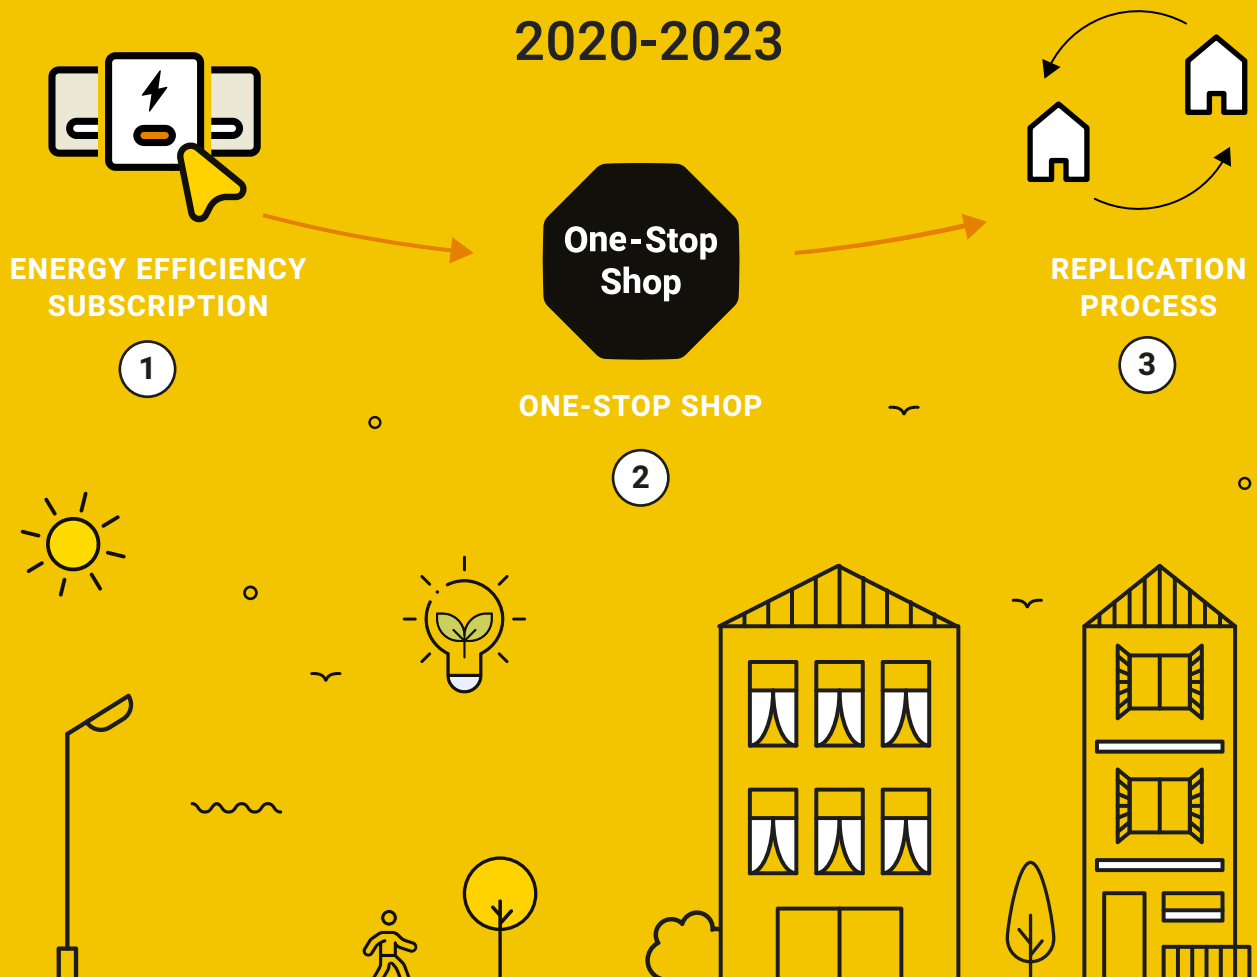 2020-2023
ENERGY EFFICIENCY
SUBSCRIPTION
1
One-Stop
Shop
ONE-STOP SHOP
2
REPLICATION
PROCESS
3